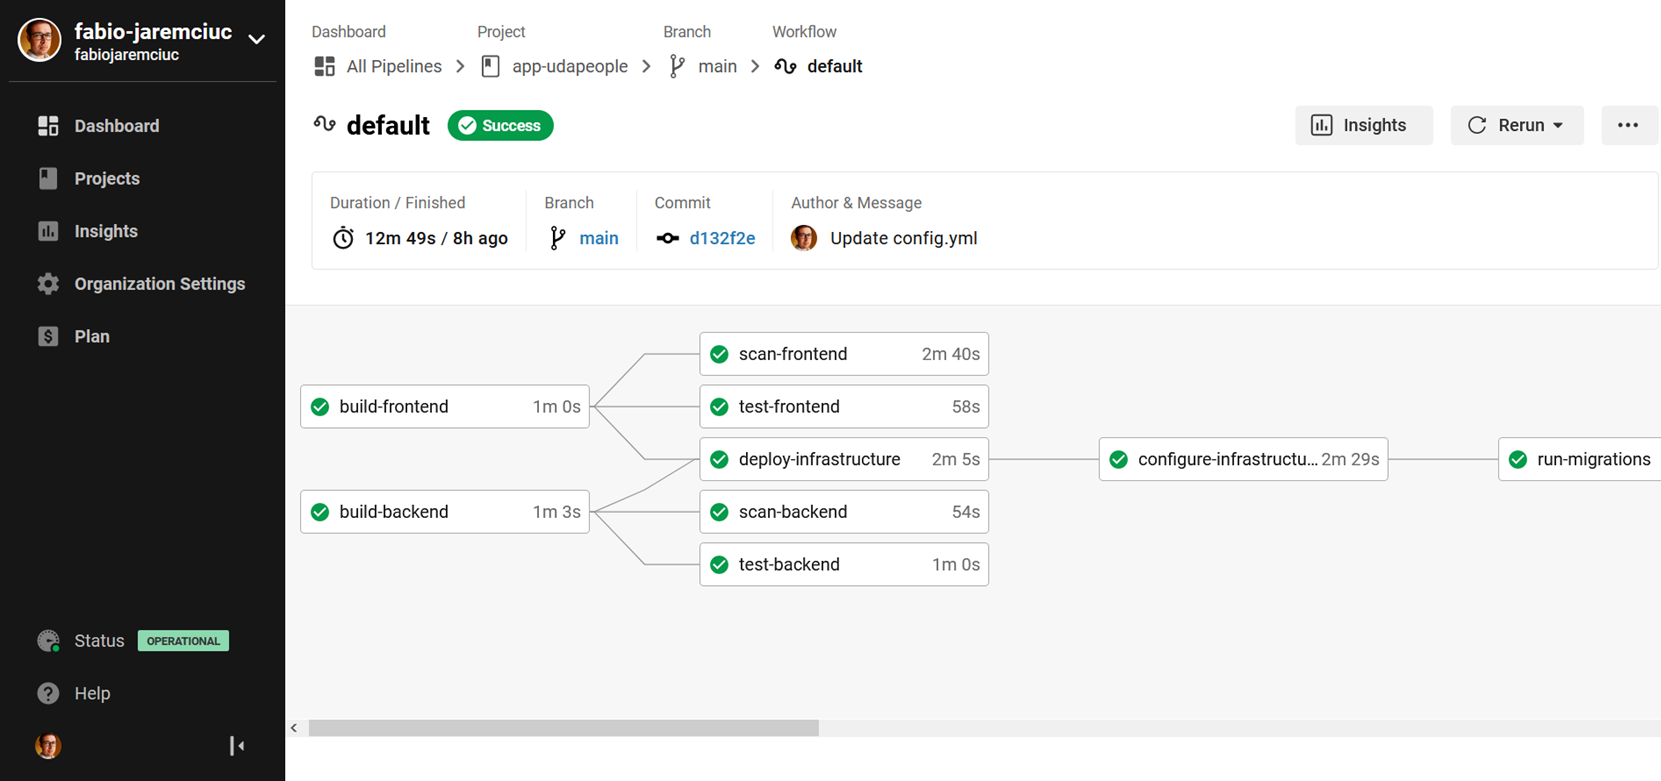 fabio-jaremciuc
fabiojaremciuc
Dashboard
Projects
Insights
Organization Settings
Plan
Status OPERATIONAL
Help
Dashboard Project Branch Workflow
All Pipelines app-udapeople main default
default Success Insights Rerun
Duration / Finished Branch Commit Author & Message
12m 49s / 8h ago main d132f2e Update config.yml
scan-frontend 2m 40s
build-frontend 1m 0s test-frontend 58s
deploy-infrastructure 2m 5s configure-infrastructu... 2m 29s run-migrations
build-backend 1m 3s scan-backend 54s
test-backend 1m 0s